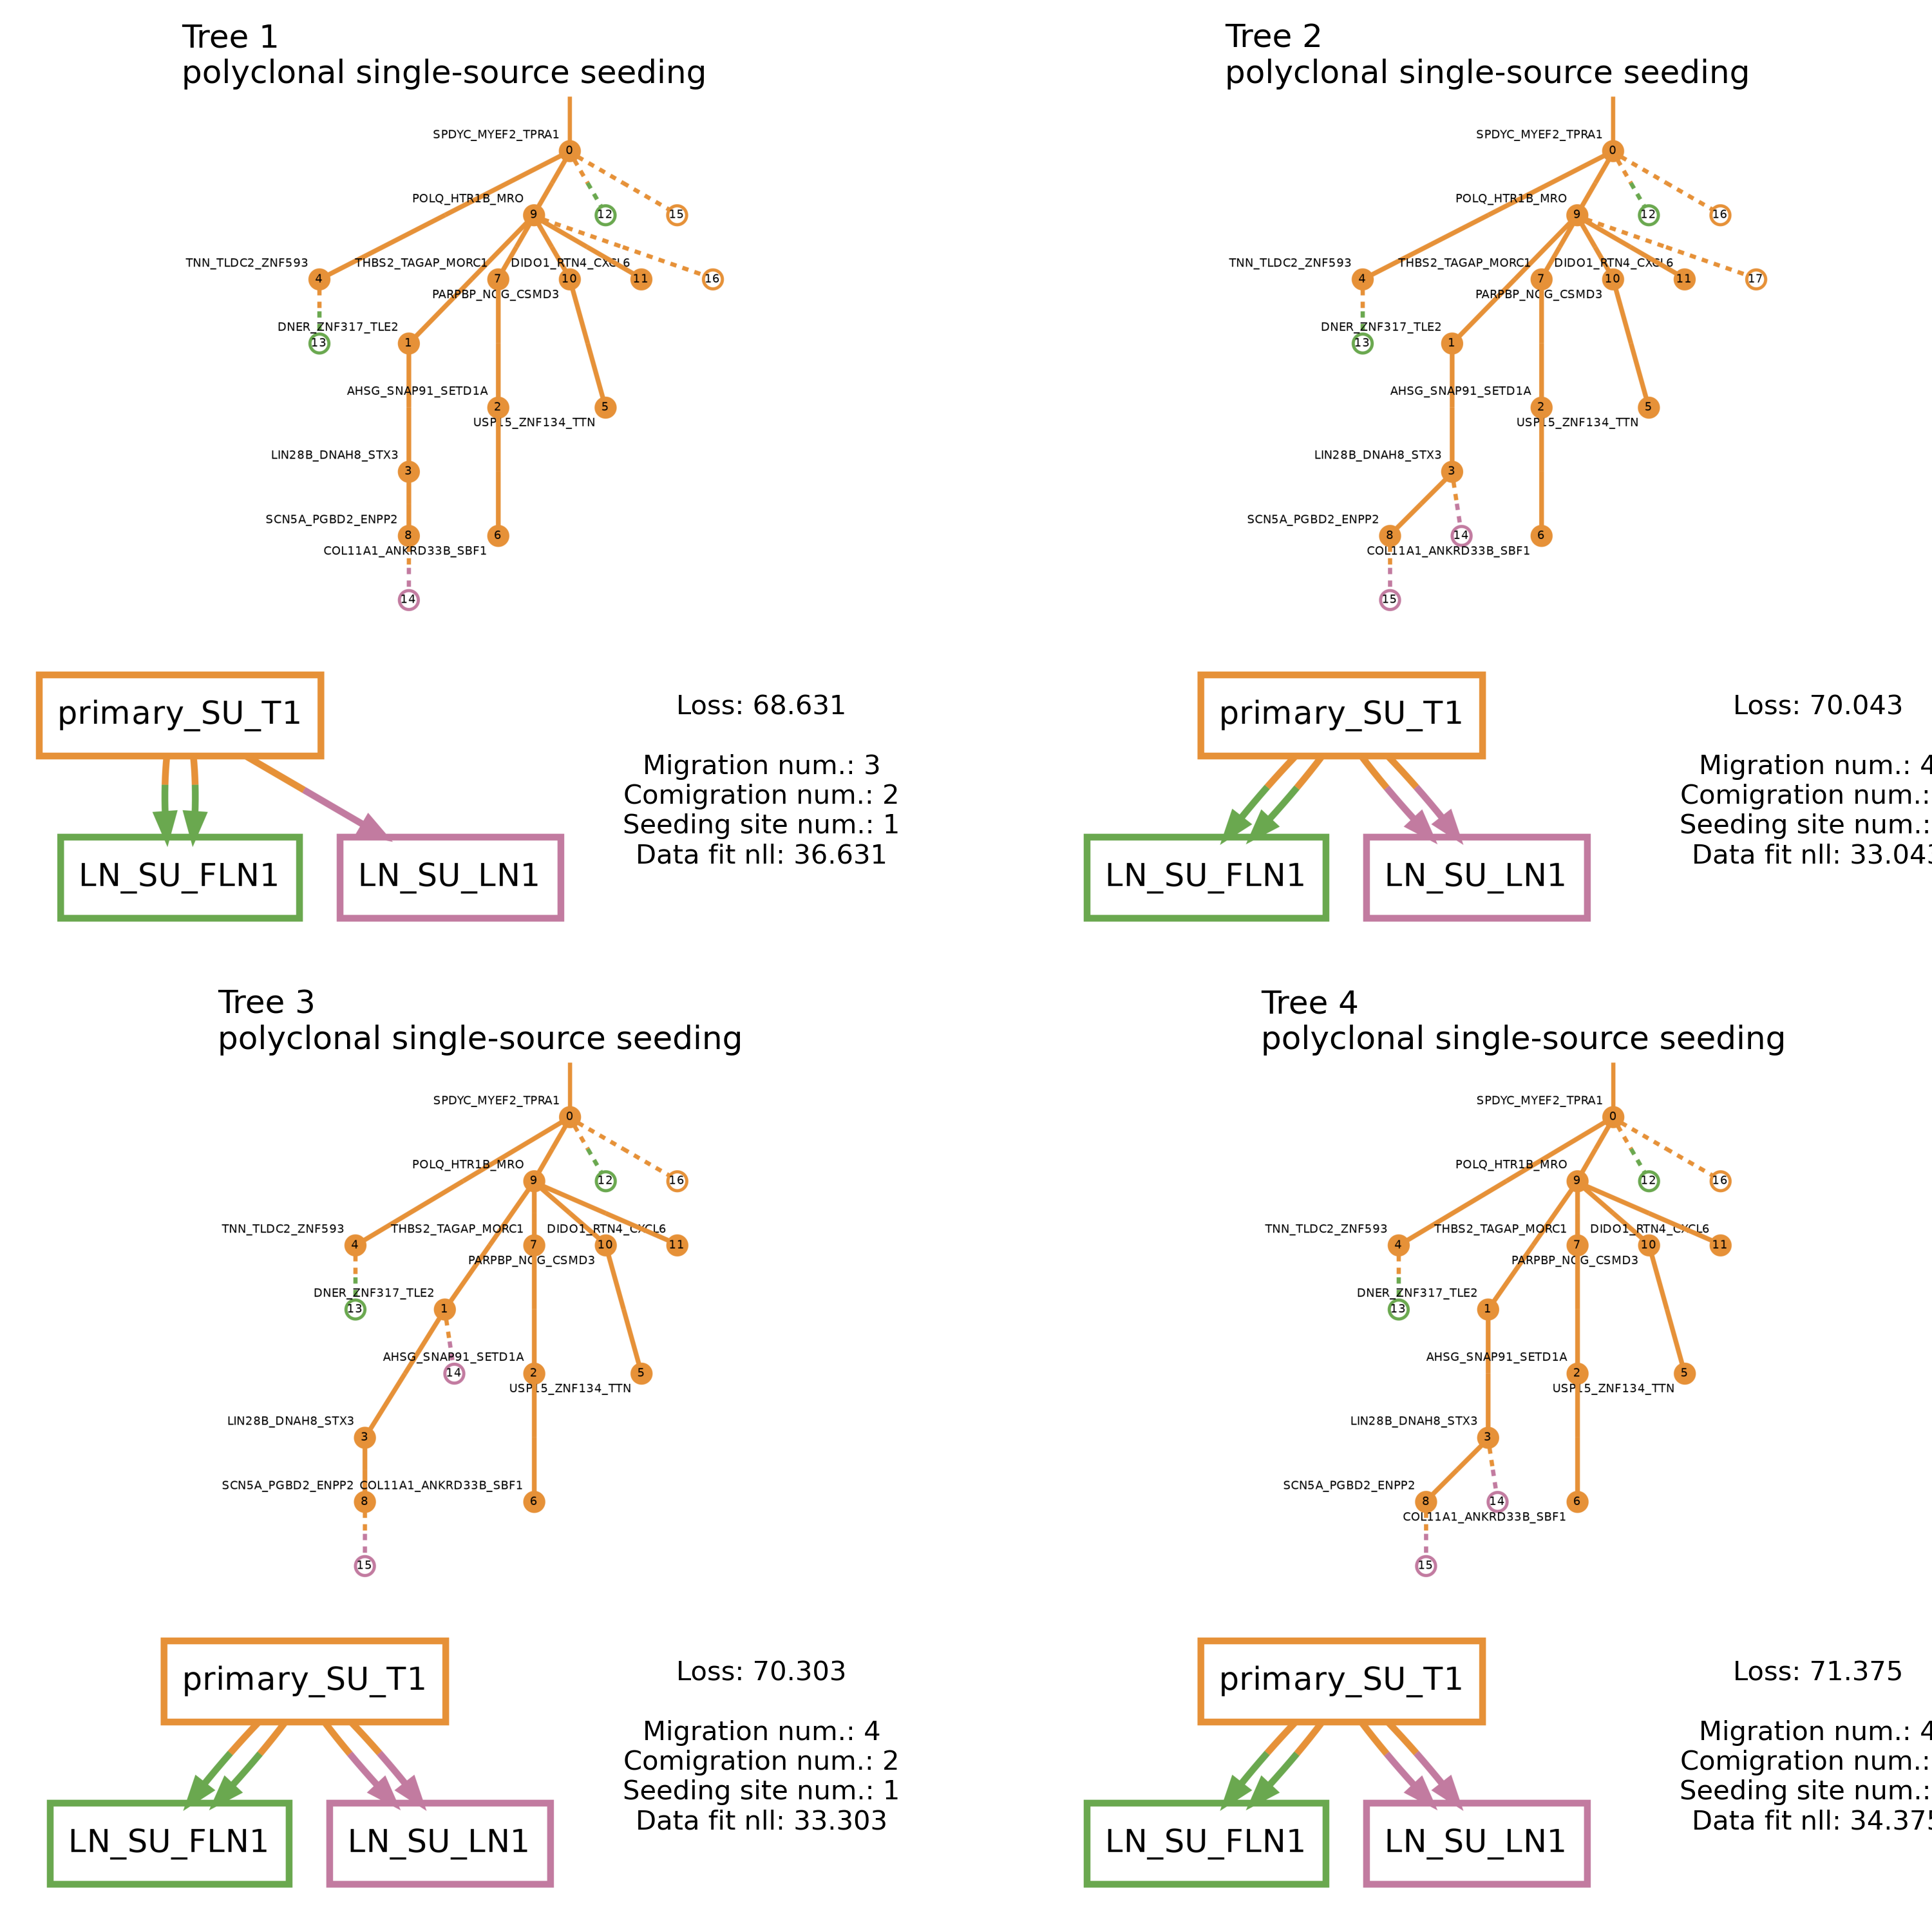 Tree 1
polyclonal single-source seeding
SPDYC_MYEF2_TPRA1
0
POLQ_HTR1B_MRO
9
12
15
TNN_TLDC2_ZNF593
THBS2_TAGAP_MORC1
DIDO1_RTN4_CXCL6
4
7
10
11
16
PARPBP_NOG_CSMD3
DNER_ZNF317_TLE2
13
1
AHSG_SNAP91_SETD1A
2
5
USP15_ZNF134_TTN
LIN28B_DNAH8_STX3
3
SCN5A_PGBD2_ENPP2
8
6
COL11A1_ANKRD33B_SBF1
14
primary_SU_T1
LN_SU_FLN1
LN_SU_LN1
Loss: 68.631
Migration num.: 3
Comigration num.: 2
Seeding site num.: 1
Data fit nll: 36.631
Tree 2
polyclonal single-source seeding
SPDYC_MYEF2_TPRA1
0
POLQ_HTR1B_MRO
9
12
16
TNN_TLDC2_ZNF593
THBS2_TAGAP_MORC1
DIDO1_RTN4_CXCL6
4
7
10
11
17
PARPBP_NOG_CSMD3
DNER_ZNF317_TLE2
13
1
AHSG_SNAP91_SETD1A
2
5
USP15_ZNF134_TTN
LIN28B_DNAH8_STX3
3
SCN5A_PGBD2_ENPP2
8
14
6
COL11A1_ANKRD33B_SBF1
15
primary_SU_T1
LN_SU_FLN1
LN_SU_LN1
Loss: 70.043
Migration num.: 4
Comigration num.:
Seeding site num.:
Data fit nll: 33.043
Tree 3
polyclonal single-source seeding
SPDYC_MYEF2_TPRA1
0
POLQ_HTR1B_MRO
9
12
16
TNN_TLDC2_ZNF593
THBS2_TAGAP_MORC1
DIDO1_RTN4_CXCL6
4
7
10
11
PARPBP_NOG_CSMD3
DNER_ZNF317_TLE2
13
1
AHSG_SNAP91_SETD1A
14
2
5
USP15_ZNF134_TTN
LIN28B_DNAH8_STX3
3
SCN5A_PGBD2_ENPP2
COL11A1_ANKRD33B_SBF1
8
6
15
primary_SU_T1
LN_SU_FLN1
LN_SU_LN1
Loss: 70.303
Migration num.: 4
Comigration num.: 2
Seeding site num.: 1
Data fit nll: 33.303
Tree 4
polyclonal single-source seeding
SPDYC_MYEF2_TPRA1
0
POLQ_HTR1B_MRO
9
12
16
TNN_TLDC2_ZNF593
THBS2_TAGAP_MORC1
DIDO1_RTN4_CXCL6
4
7
10
11
PARPBP_NOG_CSMD3
DNER_ZNF317_TLE2
13
1
AHSG_SNAP91_SETD1A
2
5
USP15_ZNF134_TTN
LIN28B_DNAH8_STX3
3
SCN5A_PGBD2_ENPP2
8
14
6
COL11A1_ANKRD33B_SBF1
15
primary_SU_T1
LN_SU_FLN1
LN_SU_LN1
Loss: 71.375
Migration num.: 4
Comigration num.:
Seeding site num.:
Data fit nll: 34.375